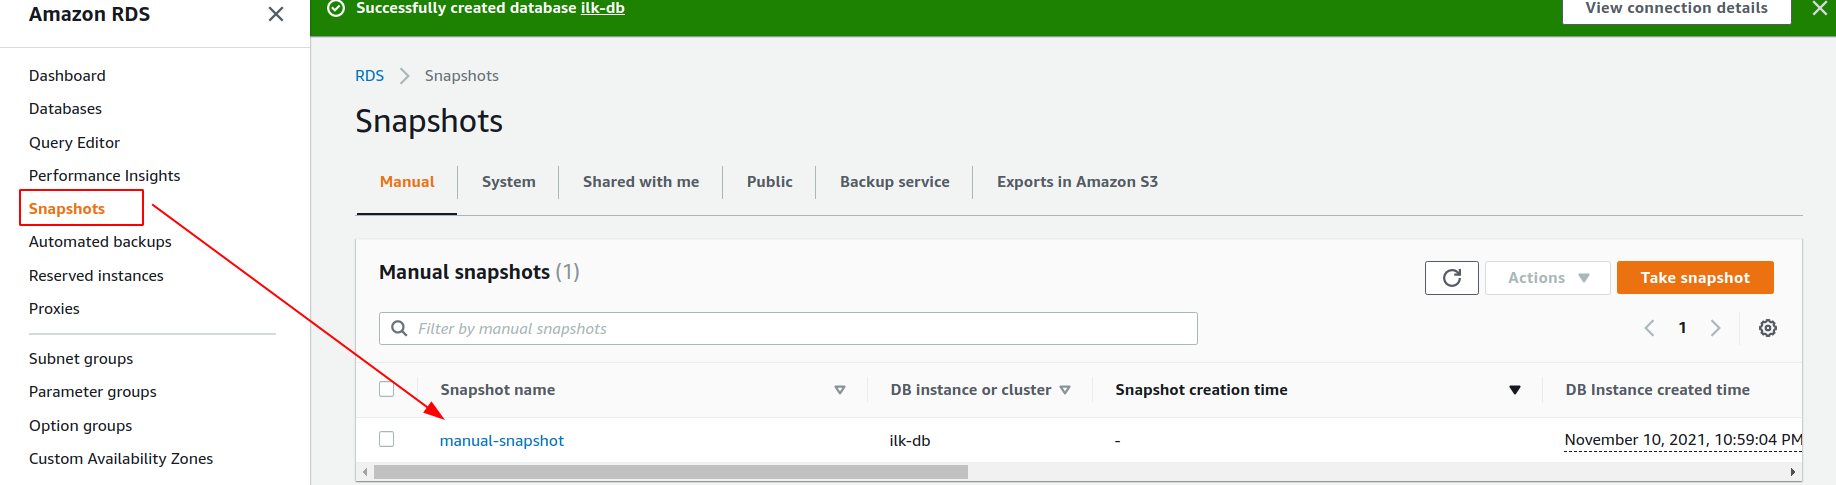 Amazon RDS
Dashboard
Databases
Query Editor
Performance Insights
Snapshots
Automated backups
Reserved instances
Proxies
Subnet groups
Parameter groups
Option groups
Custom Availability Zones
Successfully created database ilk-db
View connection details
RDS
Snapshots
Snapshots
Manual
System
Shared with me
Public
Backup service
Exports in Amazon S3
Manual snapshots (1)
Actions
Take snapshot
Filter by manual snapshots
1
Snapshot name
DB instance or cluster
Snapshot creation time
DB Instance created time
manual-snapshot
ilk-db
-
November 10, 2021, 10:59:04 PM